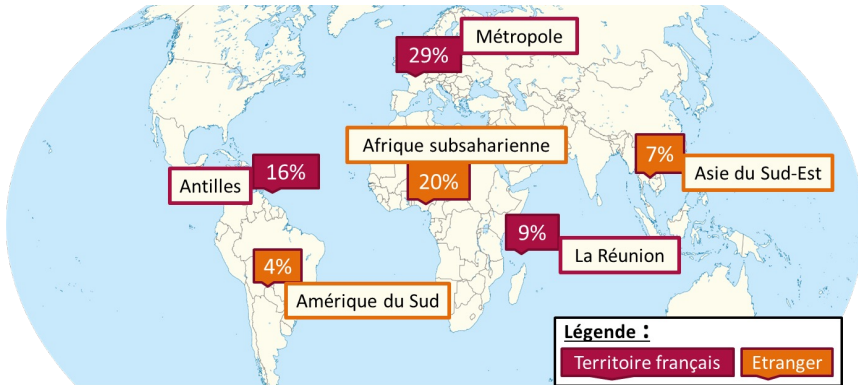 Métropole
29%
Afrique subsaharienne
20%
7%
Asie du Sud-Est
16%
Antilles
9%
La Réunion
4%
Amérique du Sud
Légende :
Territoire français
Etranger